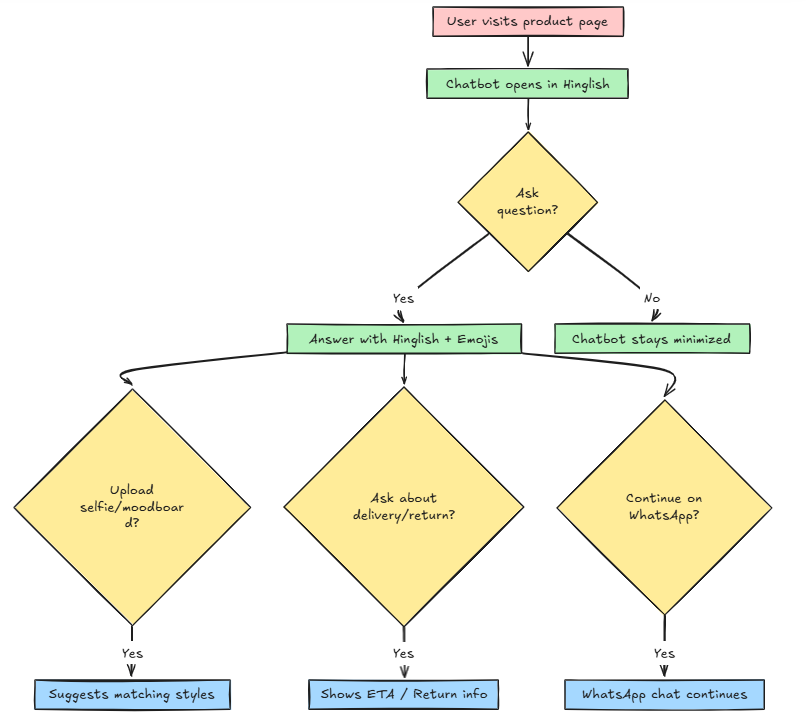 User visits product page
Chatbot opens in Hinglish
Ask
question?
Yes
No
Answer with Hinglish + Emojis
Chatbot stays minimized
Upload
selfie/moodboar
d?
Ask about
delivery/return?
Continue on
WhatsApp?
Yes
Yes
Yes
Suggests matching styles
Shows ETA / Return info
WhatsApp chat continues